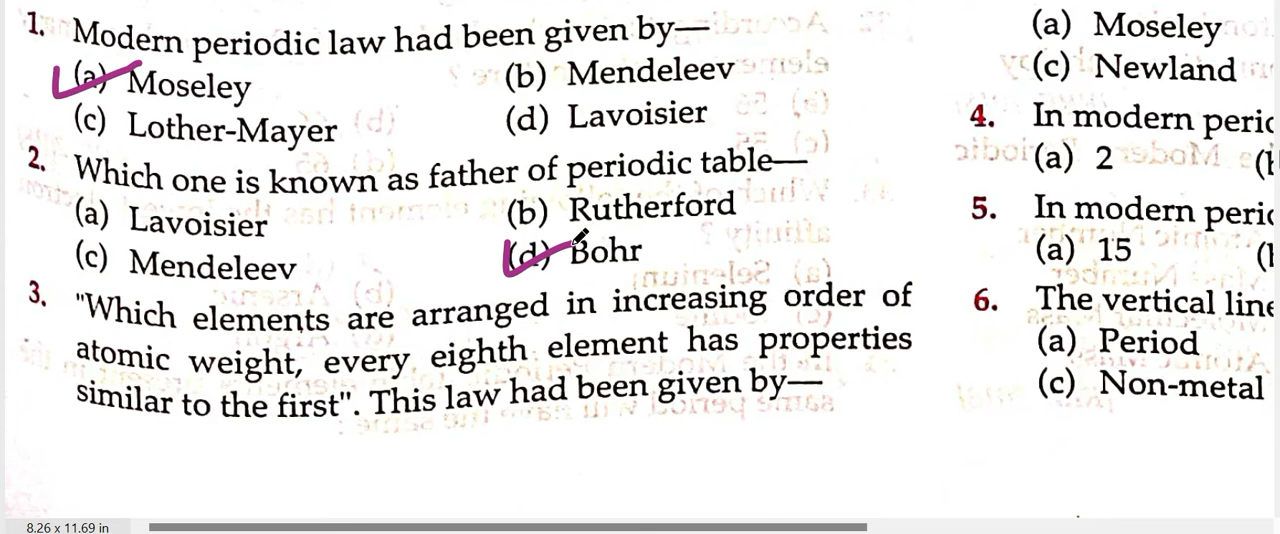 1. Modern periodic law had been given by—
(a) Moseley (b) Mendeleev
(c) Lother-Mayer (d) Lavoisier
2. Which one is known as father of periodic table—
(a) Lavoisier (b) Rutherford
(c) Mendeleev (d) Bohr
3. "Which elements are arranged in increasing order of
atomic weight, every eighth element has properties
similar to the first". This law had been given by—
(a) Moseley
(c) Newland
4. In modern peric
(a) 2 (b
5. In modern peric
(a) 15 (b
6. The vertical line
(a) Period
(c) Non-metal
8.26 x 11.69 in